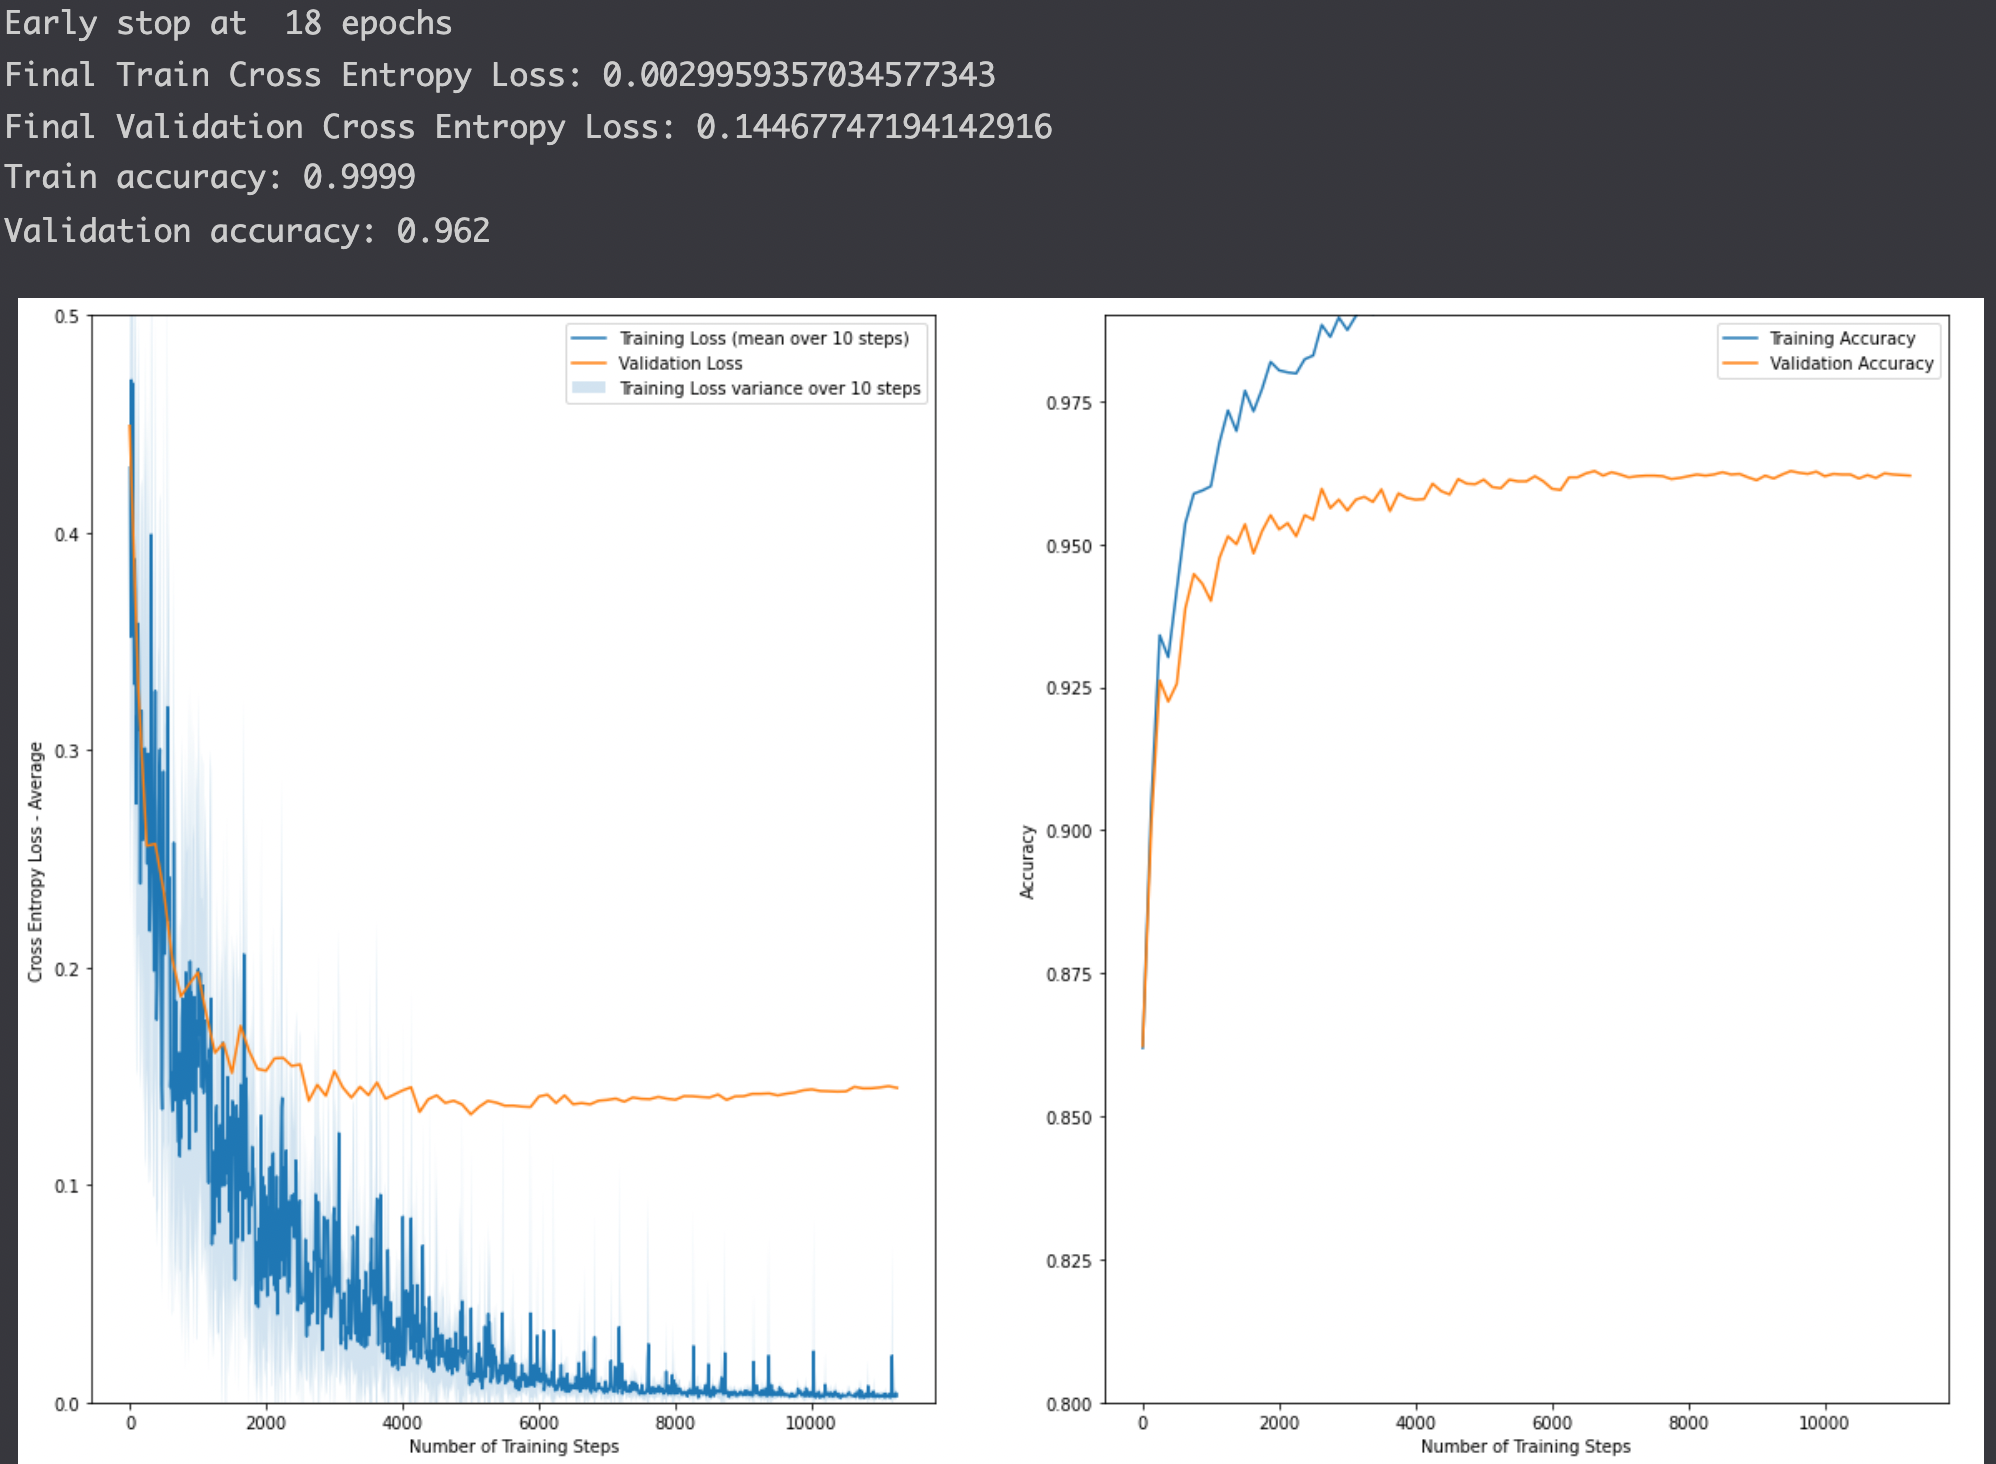 Early stop at  18 epochs
Final Train Cross Entropy Loss: 0.0029959357034577343
Final Validation Cross Entropy Loss: 0.14467747194142916
Train accuracy: 0.9999
Validation accuracy: 0.962
Training Loss (mean over 10 steps)
Validation Loss
Training Loss variance over 10 steps
0.5
0.4
0.3
0.2
0.1
0.0
Cross Entropy Loss - Average
0 2000 4000 6000 8000 10000
Number of Training Steps
Training Accuracy
Validation Accuracy
0.975
0.950
0.925
0.900
0.875
0.850
0.825
0.800
Accuracy
0 2000 4000 6000 8000 10000
Number of Training Steps